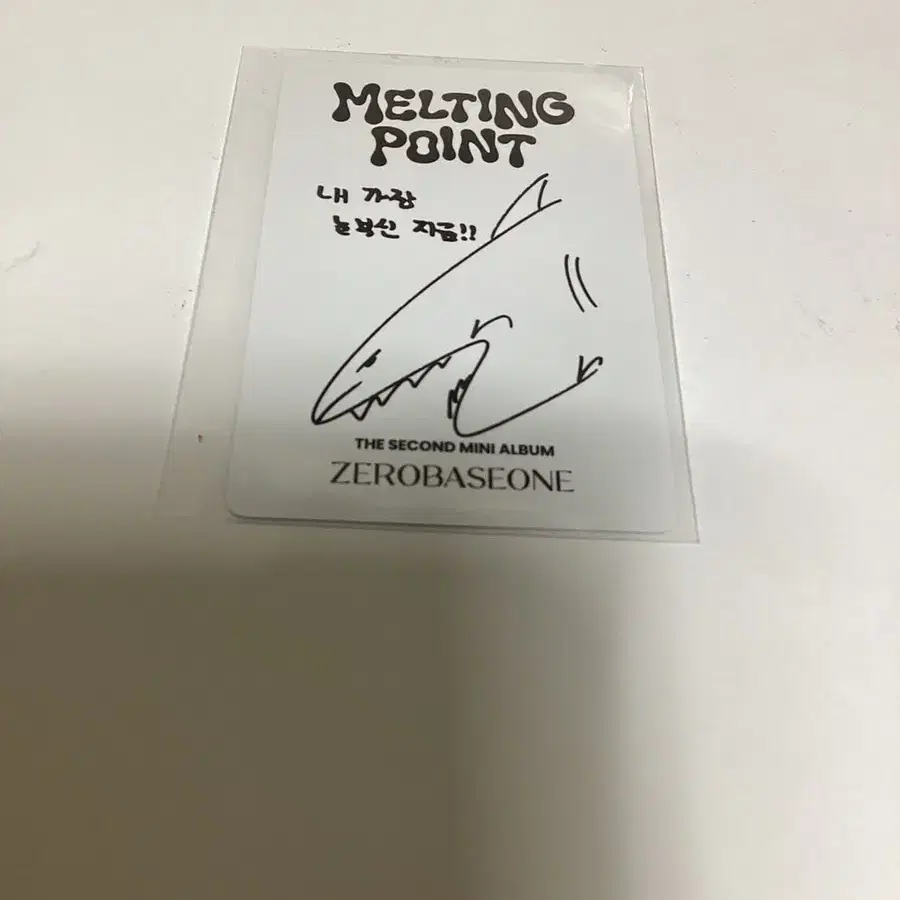 MELTING
POINT
내 가장
눈부신 지금!!
THE SECOND MINI ALBUM
ZEROBASEONE